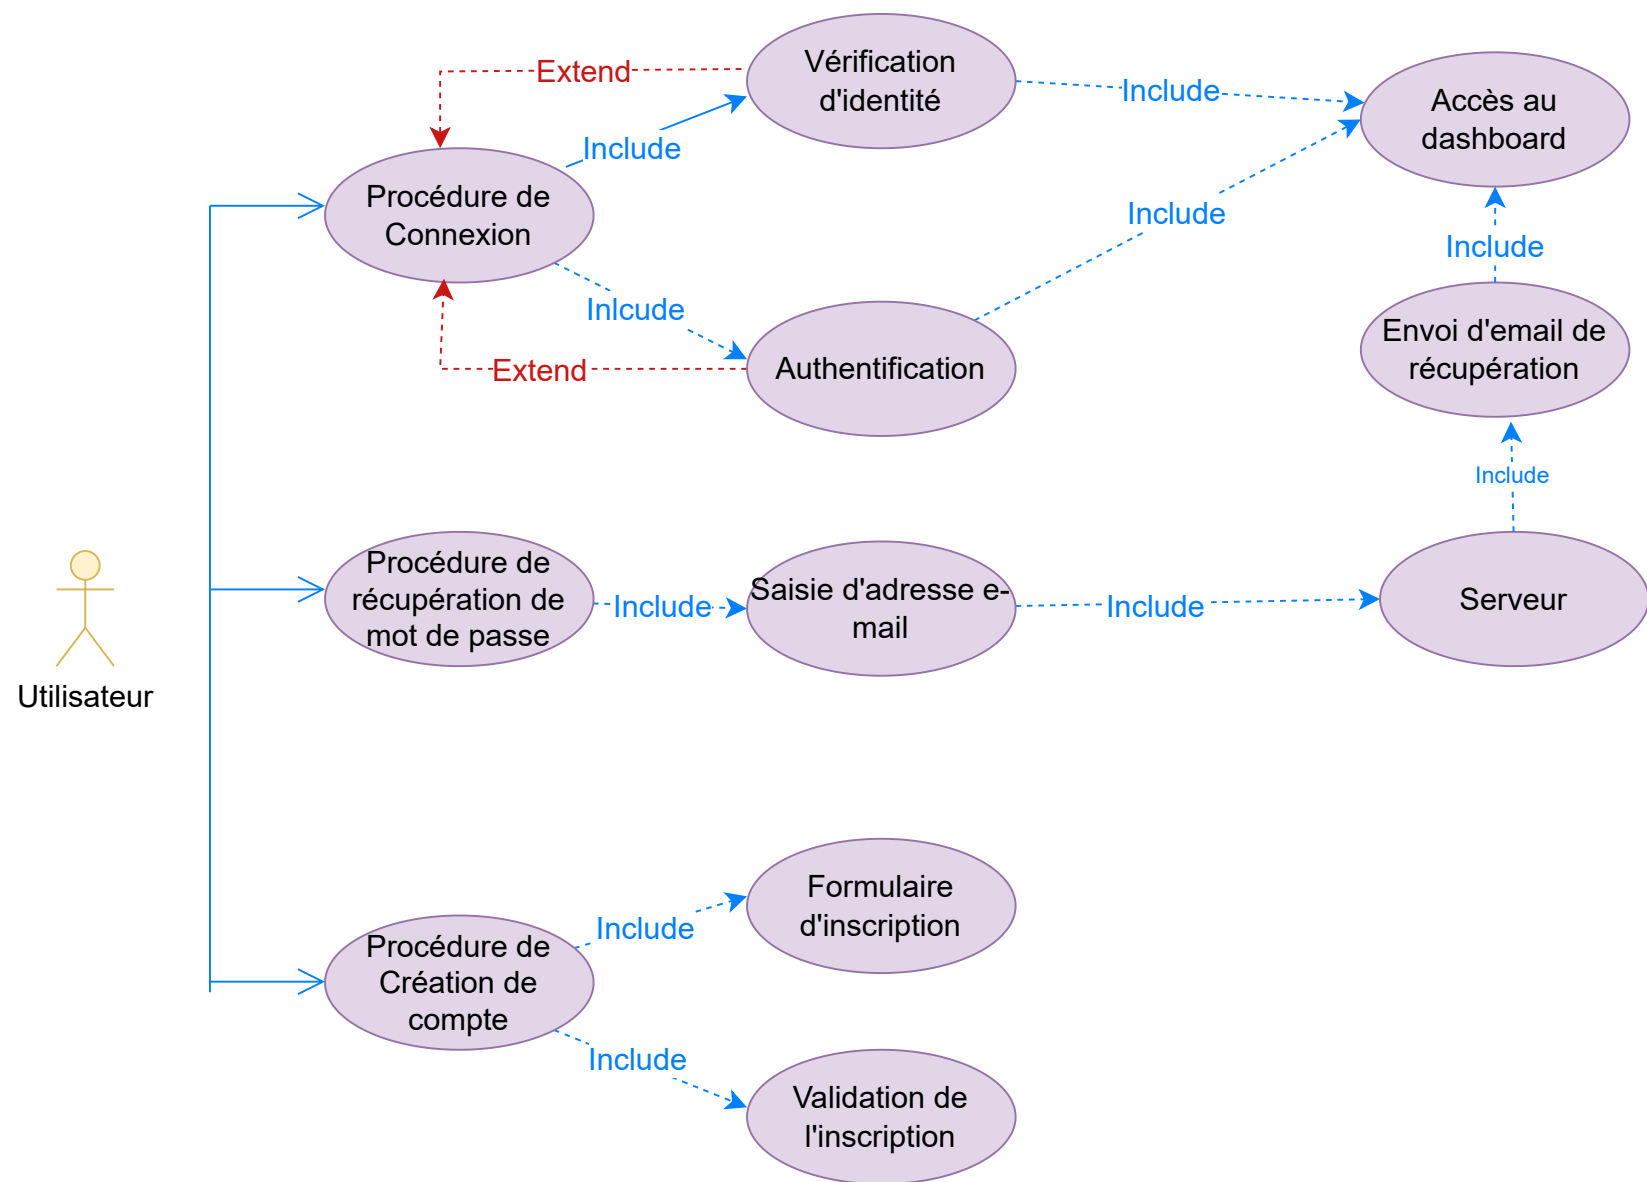 Vérification
d'identité
Extend
Include
Accès au
dashboard
Include
Procédure de
Connexion
Include
Include
Inlcude
Envoi d'email de
récupération
Authentification
Extend
Include
Procédure de
récupération de
mot de passe
Include
Saisie d'adresse e-
mail
Include
Serveur
Utilisateur
Formulaire
d'inscription
Include
Procédure de
Création de
compte
Include
Validation de
l'inscription